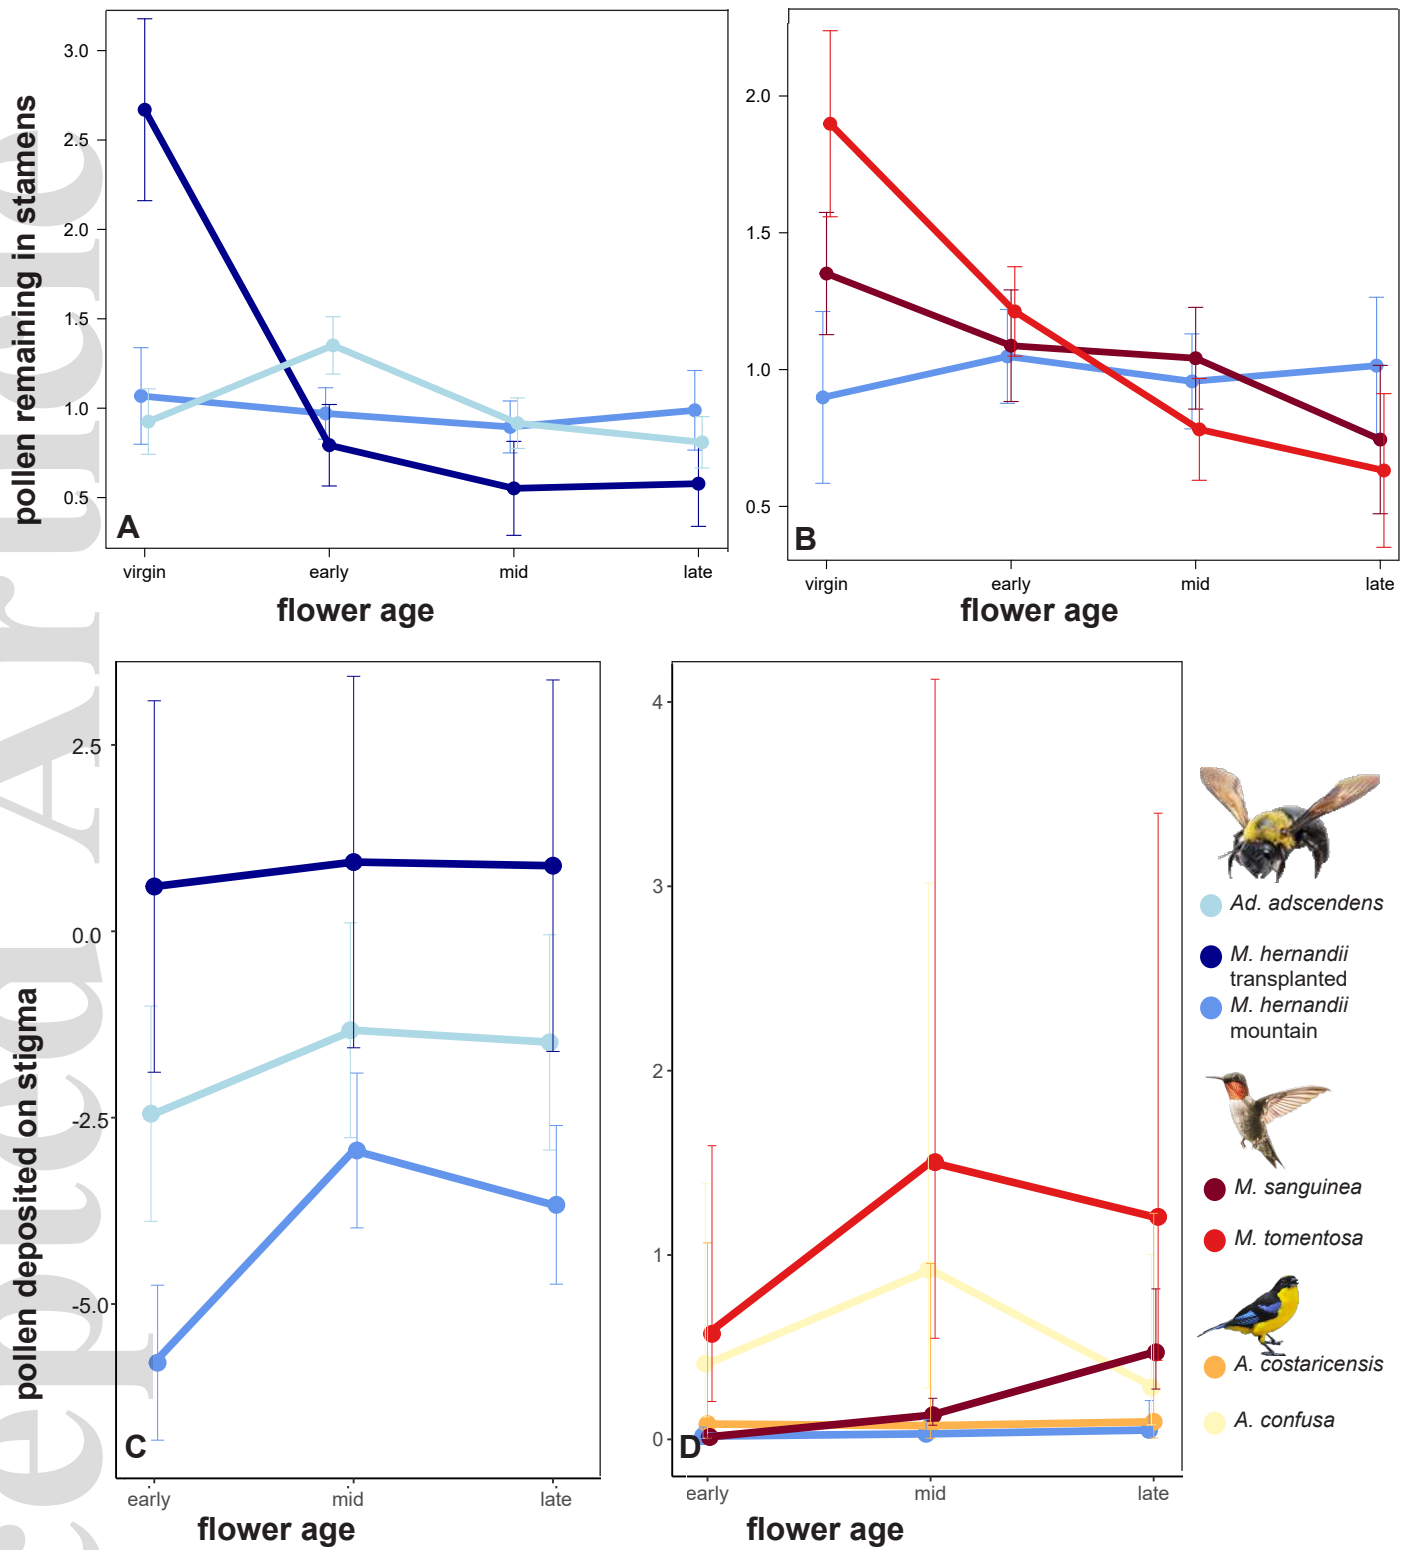 pollen remaining in stamens
3.0
2.5
2.0
1.5
1.0
0.5
A
virgin early mid late
flower age
2.0
1.5
1.0
0.5
B
virgin early mid late
flower age
pollen deposited on stigma
2.5
0.0
-2.5
-5.0
C
early mid late
flower age
4
3
2
1
0
D
early mid late
flower age
Ad. adscendens
M. hernandii
transplanted
M. hernandii
mountain
M. sanguinea
M. tomentosa
A. costaricensis
A. confusa